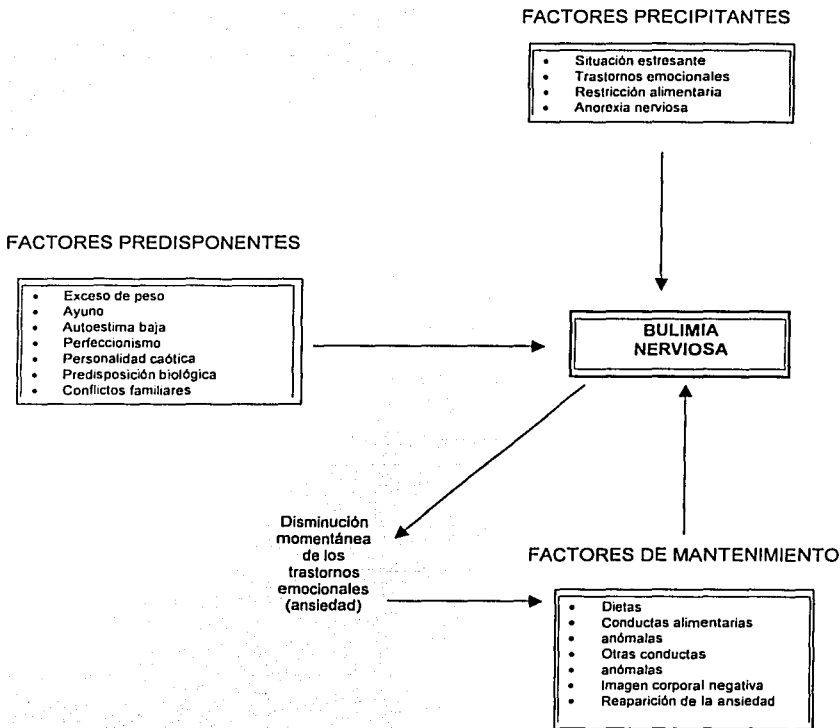 FACTORES PRECIPITANTES
• Situación estresante
• Trastornos emocionales
• Restricción alimentaria
• Anorexia nerviosa
FACTORES PREDISPONENTES
• Exceso de peso
• Ayuno
• Autoestima baja
• Perfeccionismo
• Personalidad caótica
• Predisposición biológica
• Conflictos familiares
BULIMIA
NERVIOSA
Disminución
momentánea
de los
trastornos
emocionales
(ansiedad)
FACTORES DE MANTENIMIENTO
• Dietas
• Conductas alimentarias
• anómalas
• Otras conductas
• anómalas
• Imagen corporal negativa
• Reaparición de la ansiedad